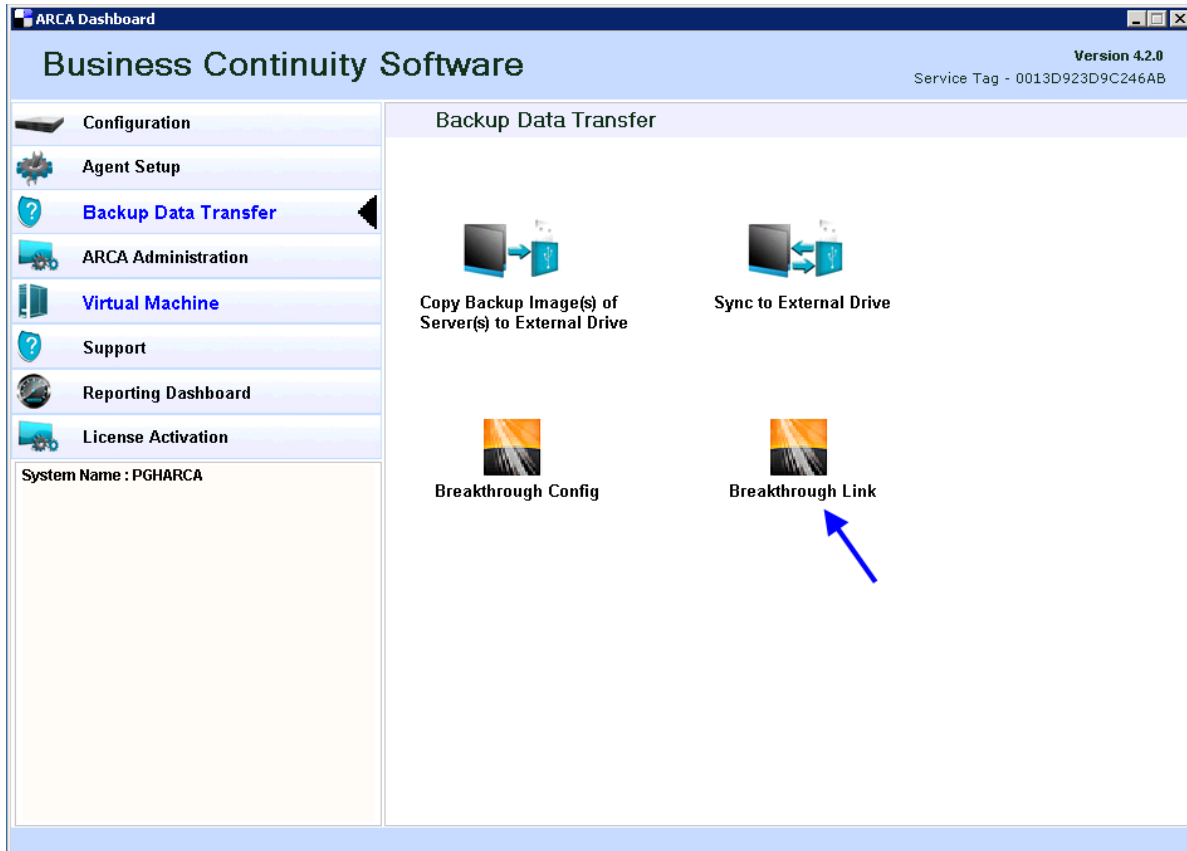 ARCA Dashboard
Business Continuity Software
Version 4.2.0
Service Tag - 0013D923D9C246AB
Configuration
Agent Setup
Backup Data Transfer
ARCA Administration
Virtual Machine
Support
Reporting Dashboard
License Activation
System Name : PGHARCA
Backup Data Transfer
Copy Backup Image(s) of
Server(s) to External Drive
Sync to External Drive
Breakthrough Config
Breakthrough Link